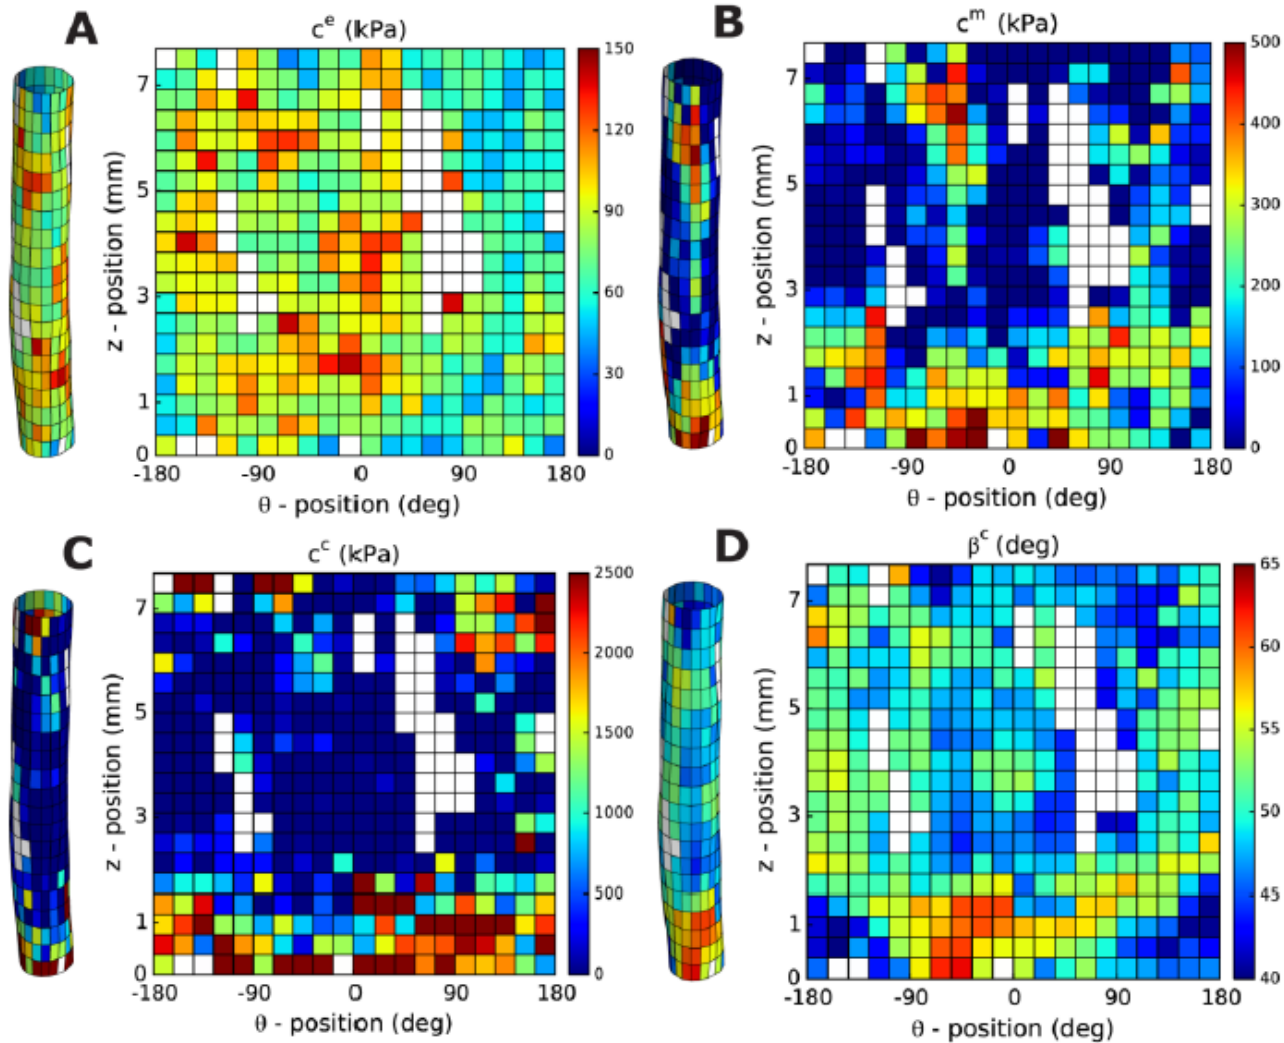 A
c^e (kPa)
150
120
90
60
30
0
7
5
3
1
0
z - position (mm)
-180 -90 0 90 180
θ - position (deg)
B
c^m (kPa)
500
400
300
200
100
0
7
5
3
1
0
z - position (mm)
-180 -90 0 90 180
θ - position (deg)
C
c^c (kPa)
2500
2000
1500
1000
500
0
7
5
3
1
0
z - position (mm)
-180 -90 0 90 180
θ - position (deg)
D
β^c (deg)
65
60
55
50
45
40
7
5
3
1
0
z - position (mm)
-180 -90 0 90 180
θ - position (deg)